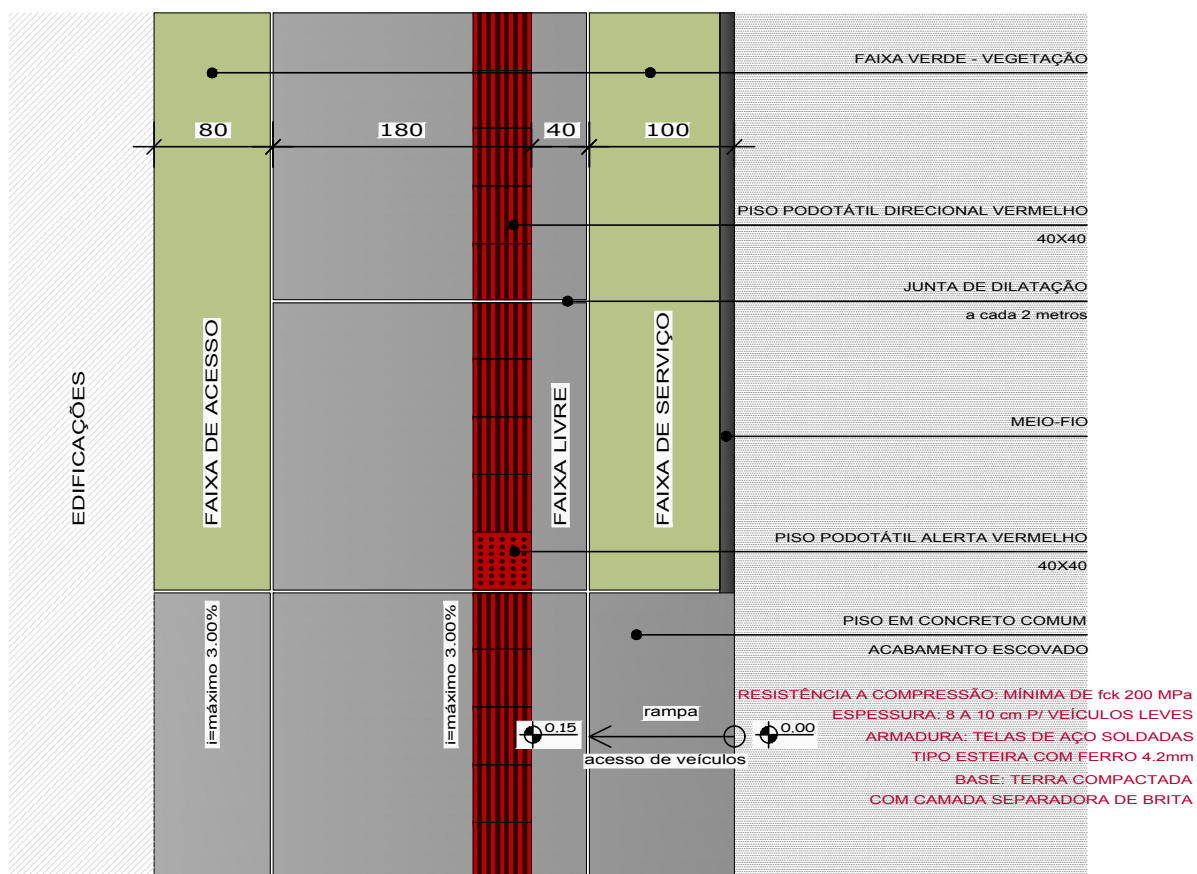 FAIXA VERDE - VEGETAÇÃO
80
180
40
100
PISO PODOTÁTIL DIRECIONAL VERMELHO
40X40
JUNTA DE DILATAÇÃO
a cada 2 metros
EDIFICAÇÕES
FAIXA DE ACESSO
FAIXA LIVRE
FAIXA DE SERVIÇO
MEIO-FIO
PISO PODOTÁTIL ALERTA VERMELHO
40X40
i=máximo 3.00%
i=máximo 3.00%
PISO EM CONCRETO COMUM
ACABAMENTO ESCOVADO
RESISTÊNCIA A COMPRESSÃO: MÍNIMA DE fck 200 MPa
ESPESSURA: 8 A 10 cm P/ VEÍCULOS LEVES
ARMADURA: TELAS DE AÇO SOLDADAS
TIPO ESTEIRA COM FERRO 4.2mm
BASE: TERRA COMPACTADA
COM CAMADA SEPARADORA DE BRITA
rampa
0.15
0.00
acesso de veículos